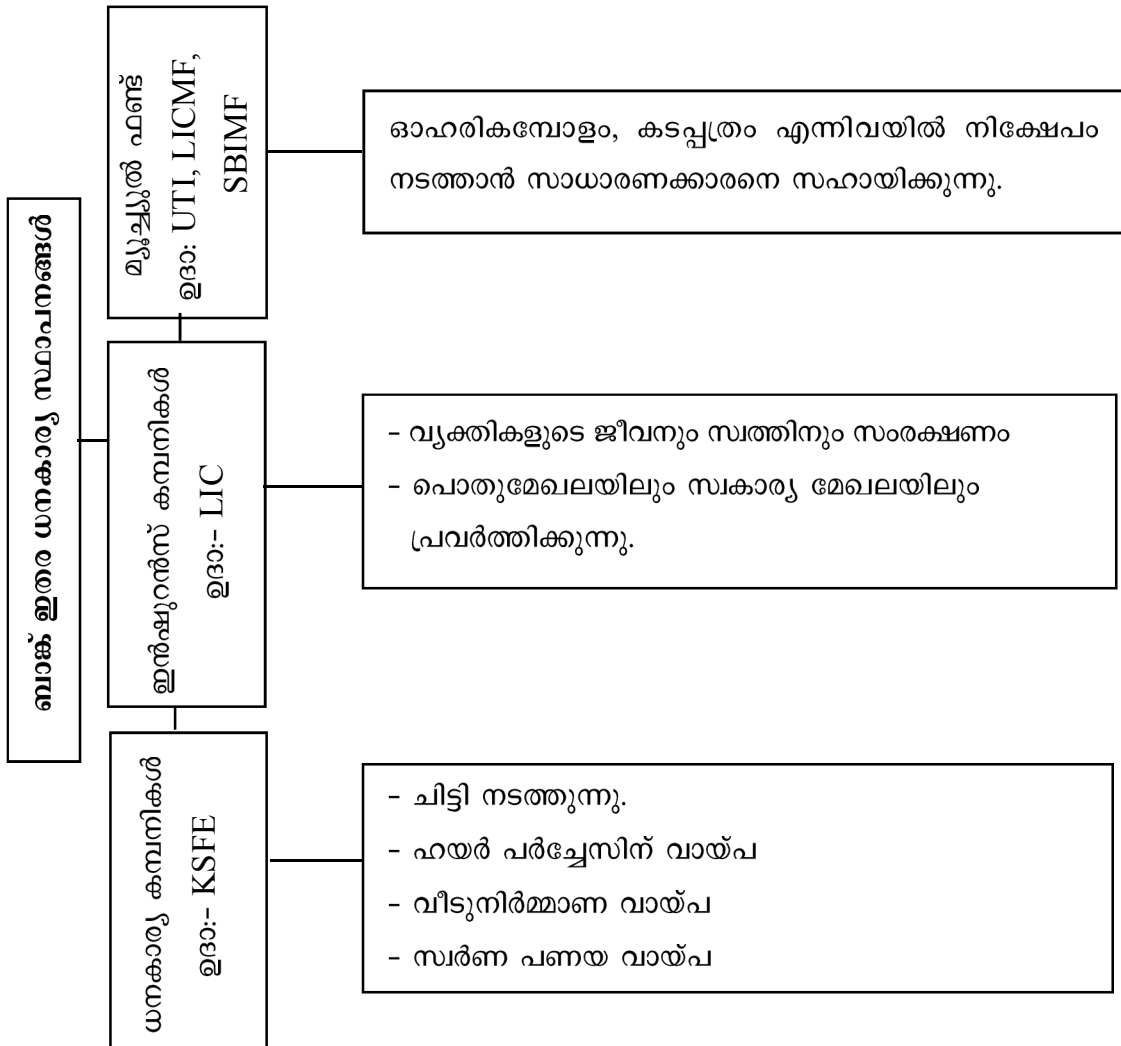 ബാങ്ക് ഇതര ധനകാര്യ സ്ഥാപനങ്ങൾ
മ്യൂച്ച്യൽ ഫണ്ട്
ഉദാ: UTI, LICMF,
SBIMF
ഓഹരികമ്പോളം, കടപ്പത്രം എന്നിവയിൽ നിക്ഷേപം
നടത്താൻ സാധാരണക്കാരനെ സഹായിക്കുന്നു.
ഇൻഷുറൻസ് കമ്പനികൾ
ഉദാ:- LIC
- വ്യക്തികളുടെ ജീവനും സ്വത്തിനും സംരക്ഷണം
- പൊതുമേഖലയിലും സ്വകാര്യ മേഖലയിലും
പ്രവർത്തിക്കുന്നു.
ധനകാര്യ കമ്പനികൾ
ഉദാ:- KSFE
- ചിട്ടി നടത്തുന്നു.
- ഹയർ പർച്ചേസിന് വായ്പ
- വീടുനിർമ്മാണ വായ്പ
- സ്വർണ പണയ വായ്പ